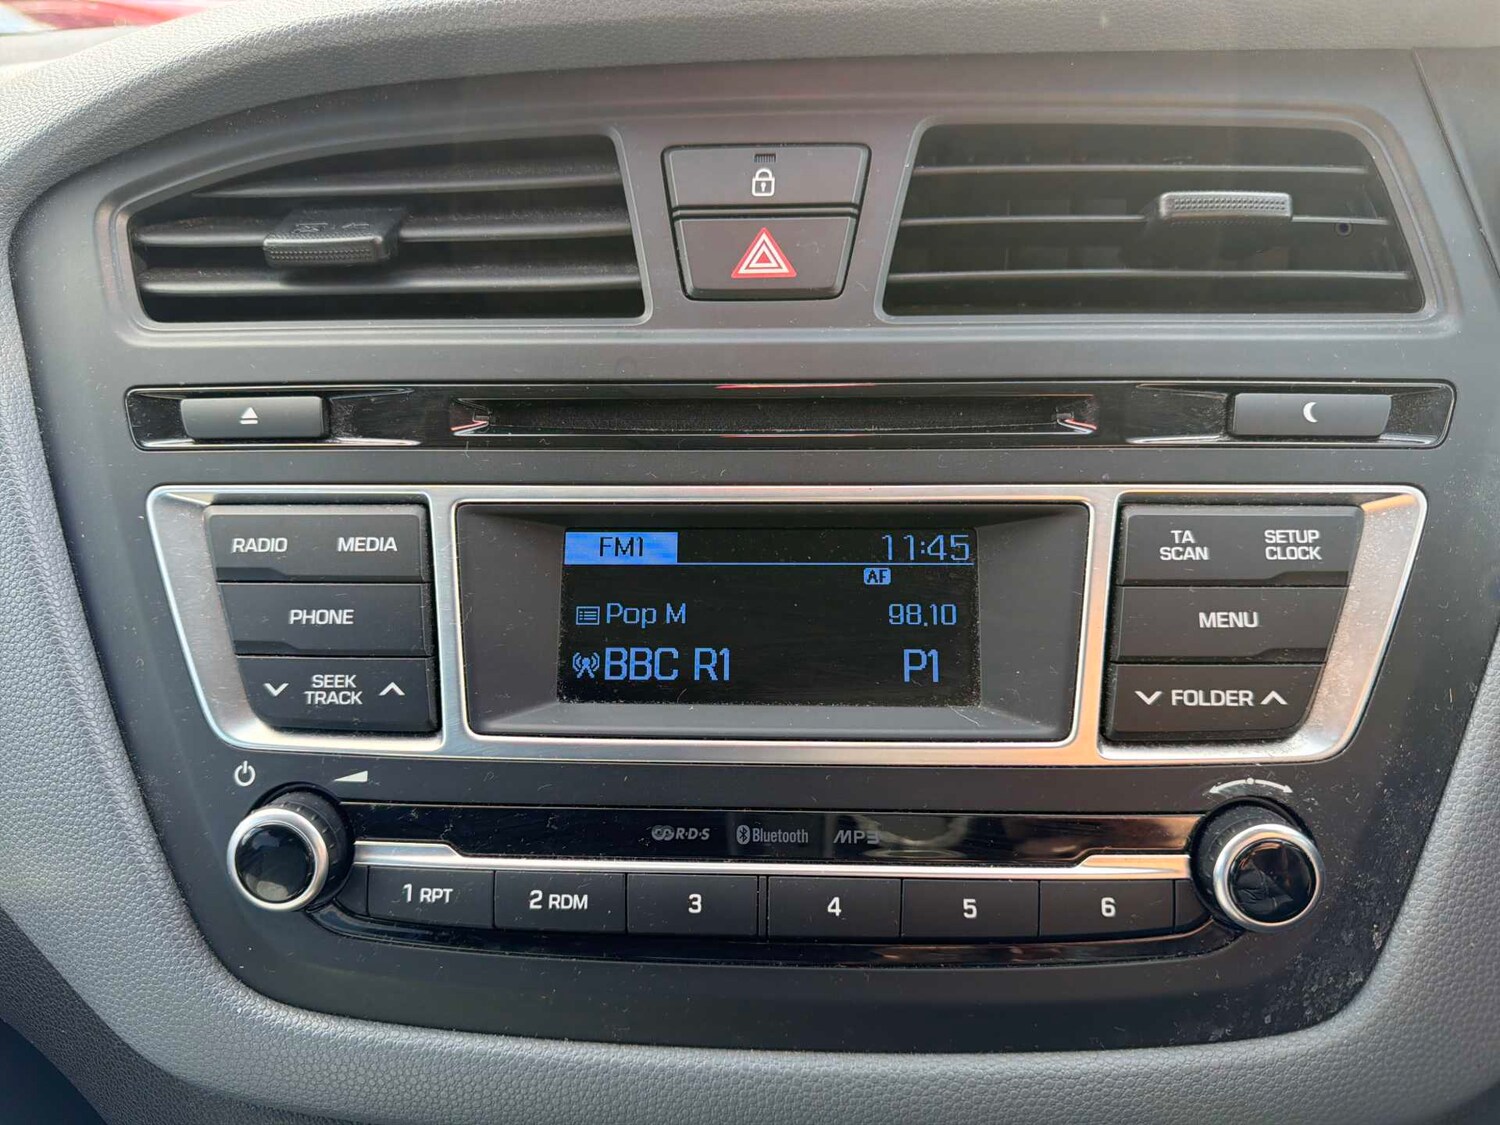 RADIO MEDIA
PHONE
SEEK
TRACK
FM1 11:45
AF
Pop M 98.10
BBC R1 P1
TA
SCAN
SETUP
CLOCK
MENU
FOLDER
R·D·S Bluetooth MP3
1 RPT 2 RDM 3 4 5 6